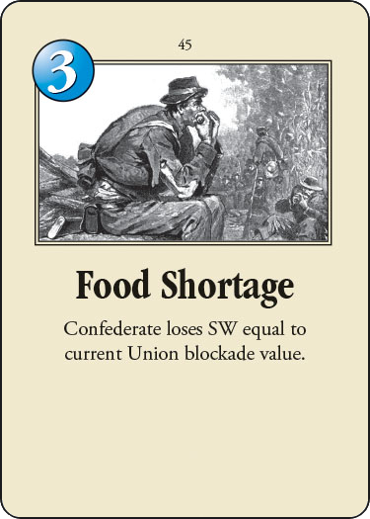 45
3
Food Shortage
Confederate loses SW equal to
current Union blockade value.